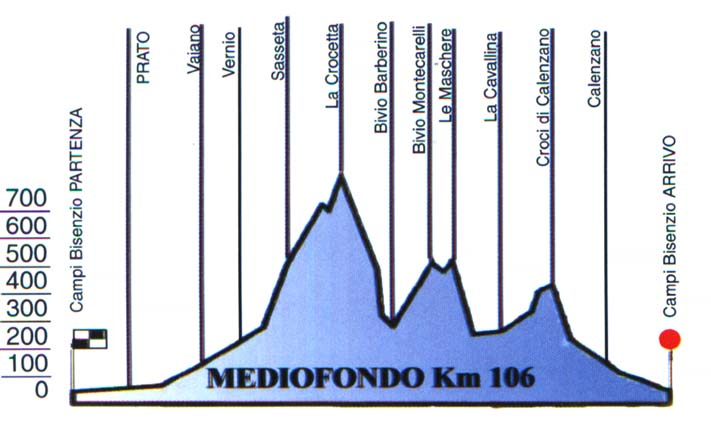 Campi Bisenzio PARTENZA
PRATO
Vaiano
Vernio
Sasseta
La Crocetta
Bivio Barberino
Bivio Montecarelli
Le Maschere
La Cavallina
Croci di Calenzano
Calenzano
Campi Bisenzio ARRIVO
700
600
500
400
300
200
100
0
MEDIOFONDO Km 106